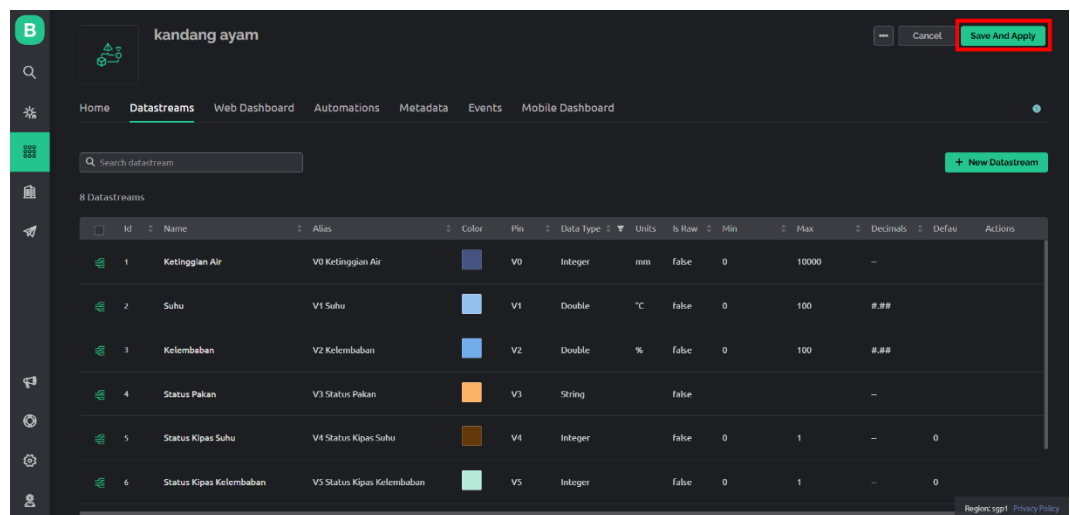 B
kandang ayam
Cancel
Save And Apply
Home Datastreams Web Dashboard Automations Metadata Events Mobile Dashboard
Search datastream
+ New Datastream
8 Datastreams
Id Name Alias Color Pin Data Type Units Is Raw Min Max Decimals Defau Actions
1 Ketinggian Air V0 Ketinggian Air V0 Integer mm false 0 10000 --
2 Suhu V1 Suhu V1 Double °C false 0 100 #.##
3 Kelembaban V2 Kelembaban V2 Double % false 0 100 #.##
4 Status Pakan V3 Status Pakan V3 String false --
5 Status Kipas Suhu V4 Status Kipas Suhu V4 Integer false 0 1 -- 0
6 Status Kipas Kelembaban V5 Status Kipas Kelembaban V5 Integer false 0 1 -- 0
Region: sgp1 Privacy Policy